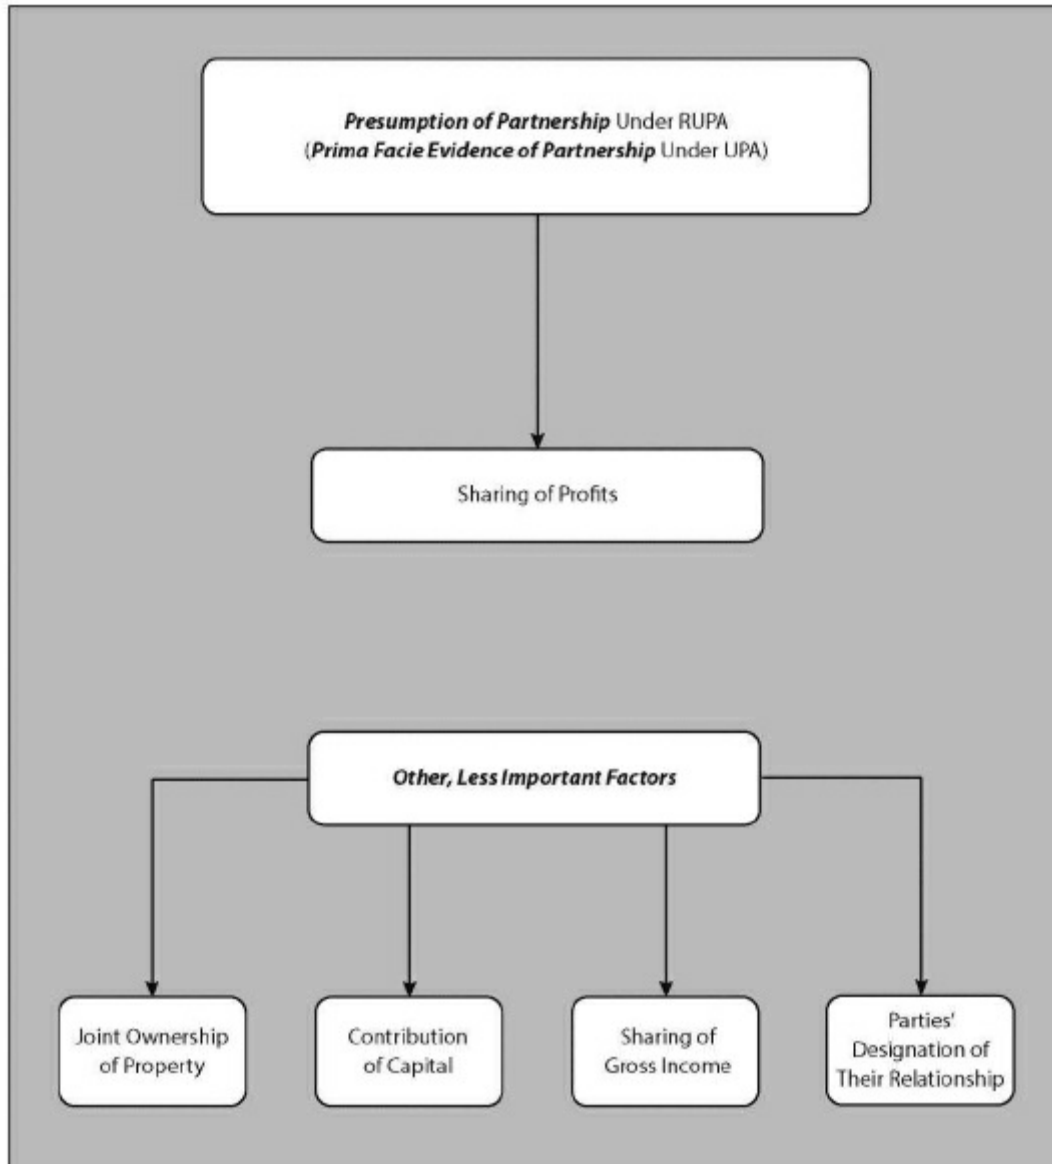 Presumption of Partnership Under RUPA
(Prima Facie Evidence of Partnership Under UPA)
Sharing of Profits
Other, Less Important Factors
Joint Ownership
of Property
Contribution
of Capital
Sharing of
Gross Income
Parties'
Designation of
Their Relationship